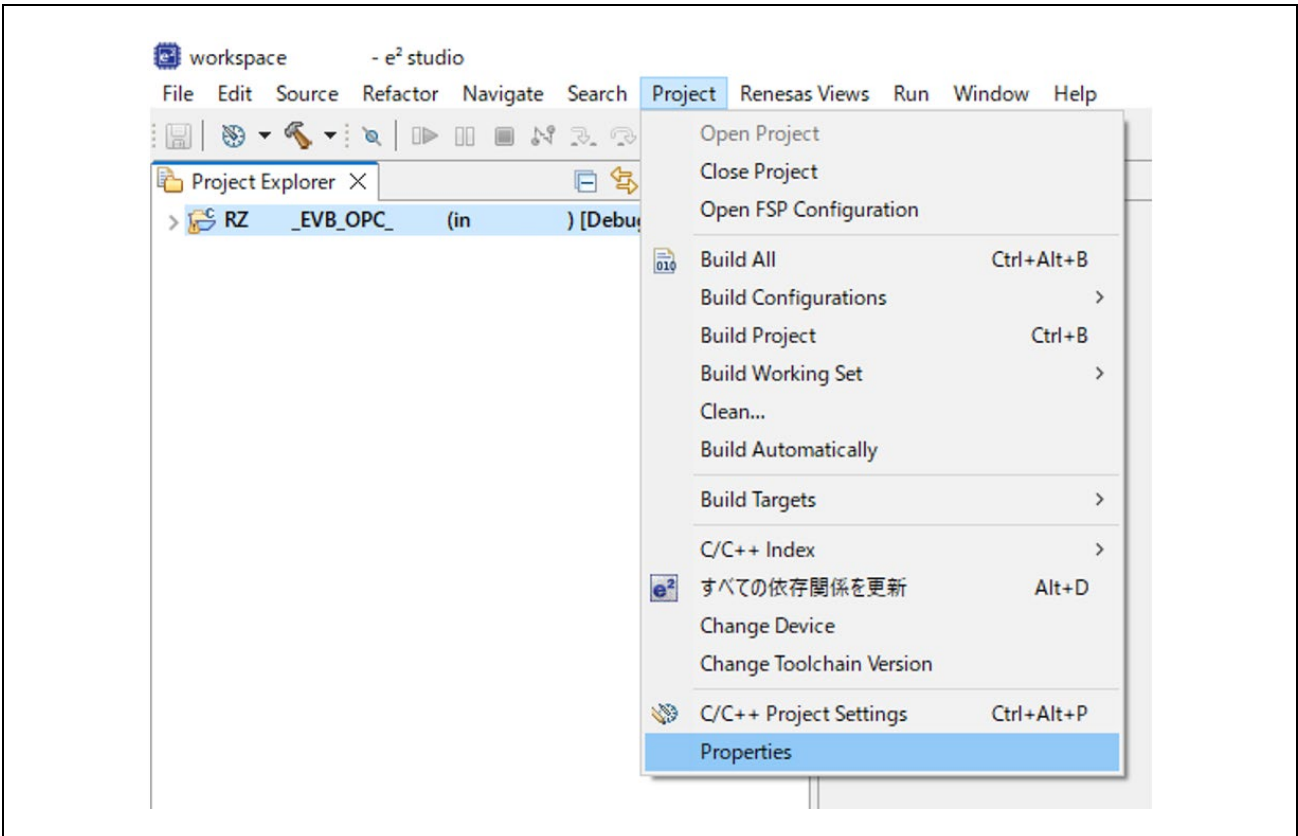 workspace - e² studio
File Edit Source Refactor Navigate Search Project Renesas Views Run Window Help
Project Explorer
RZ _EVB_OPC_ (in ) [Debug
Open Project
Close Project
Open FSP Configuration
Build All Ctrl+Alt+B
Build Configurations
Build Project Ctrl+B
Build Working Set
Clean...
Build Automatically
Build Targets
C/C++ Index
すべての依存関係を更新 Alt+D
Change Device
Change Toolchain Version
C/C++ Project Settings Ctrl+Alt+P
Properties